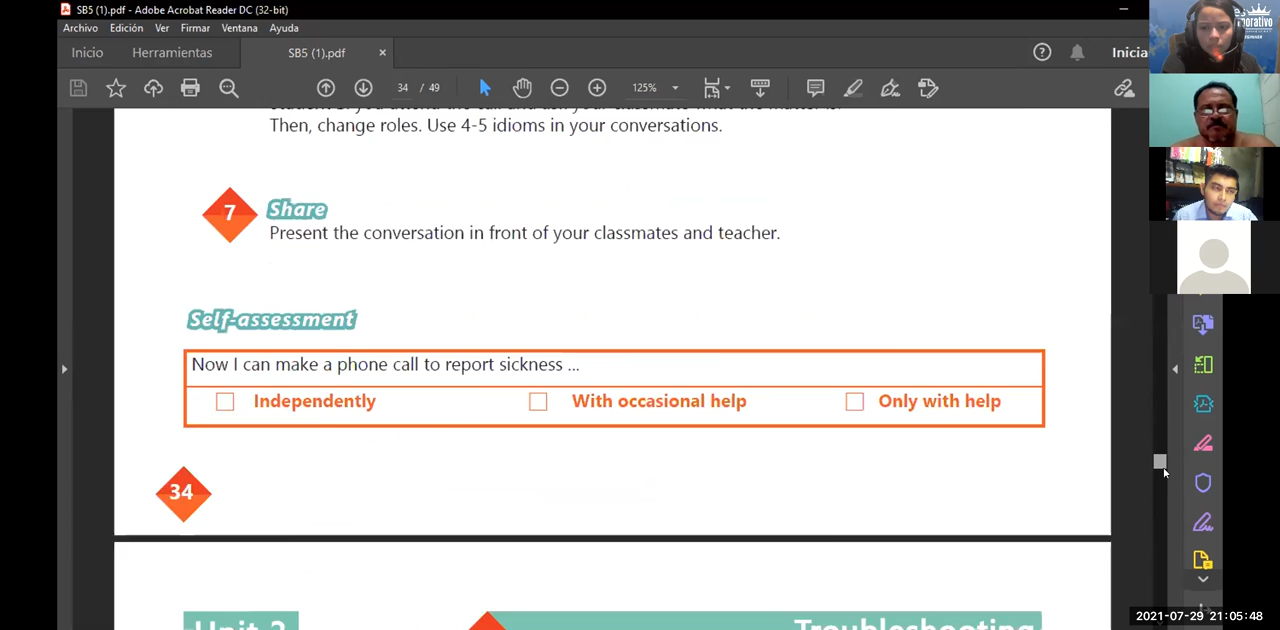 SB5 (1).pdf - Adobe Acrobat Reader DC (32-bit)
Archivo Edición Ver Firmar Ventana Ayuda
Inicio Herramientas SB5 (1).pdf × Inicia
34 / 49 125%
Then, change roles. Use 4-5 idioms in your conversations.
7 Share
Present the conversation in front of your classmates and teacher.
Self-assessment
Now I can make a phone call to report sickness ...
Independently With occasional help Only with help
34
Unit 2 Troubleshooting
2021-07-29 21:05:48